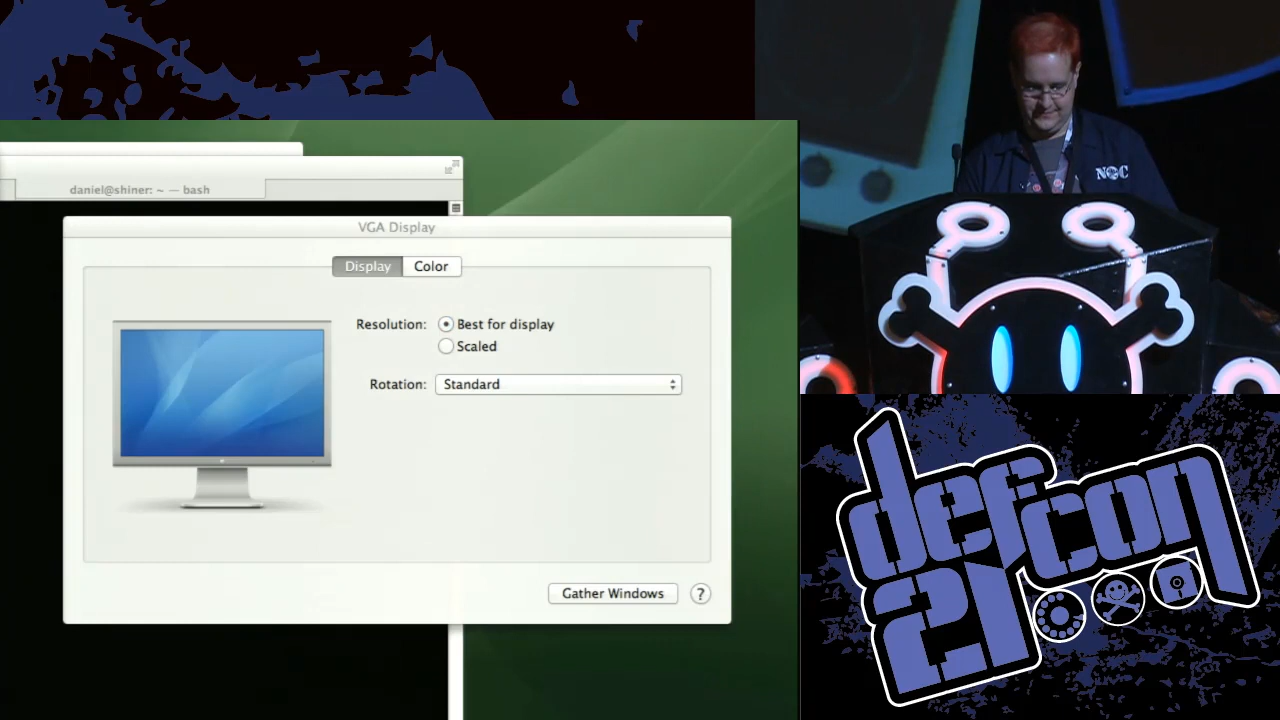 daniel@shiner: ~ — bash
VGA Display
Display
Color
Resolution:
Best for display
Scaled
Rotation:
Standard
Gather Windows
?
NOC
defcon
21